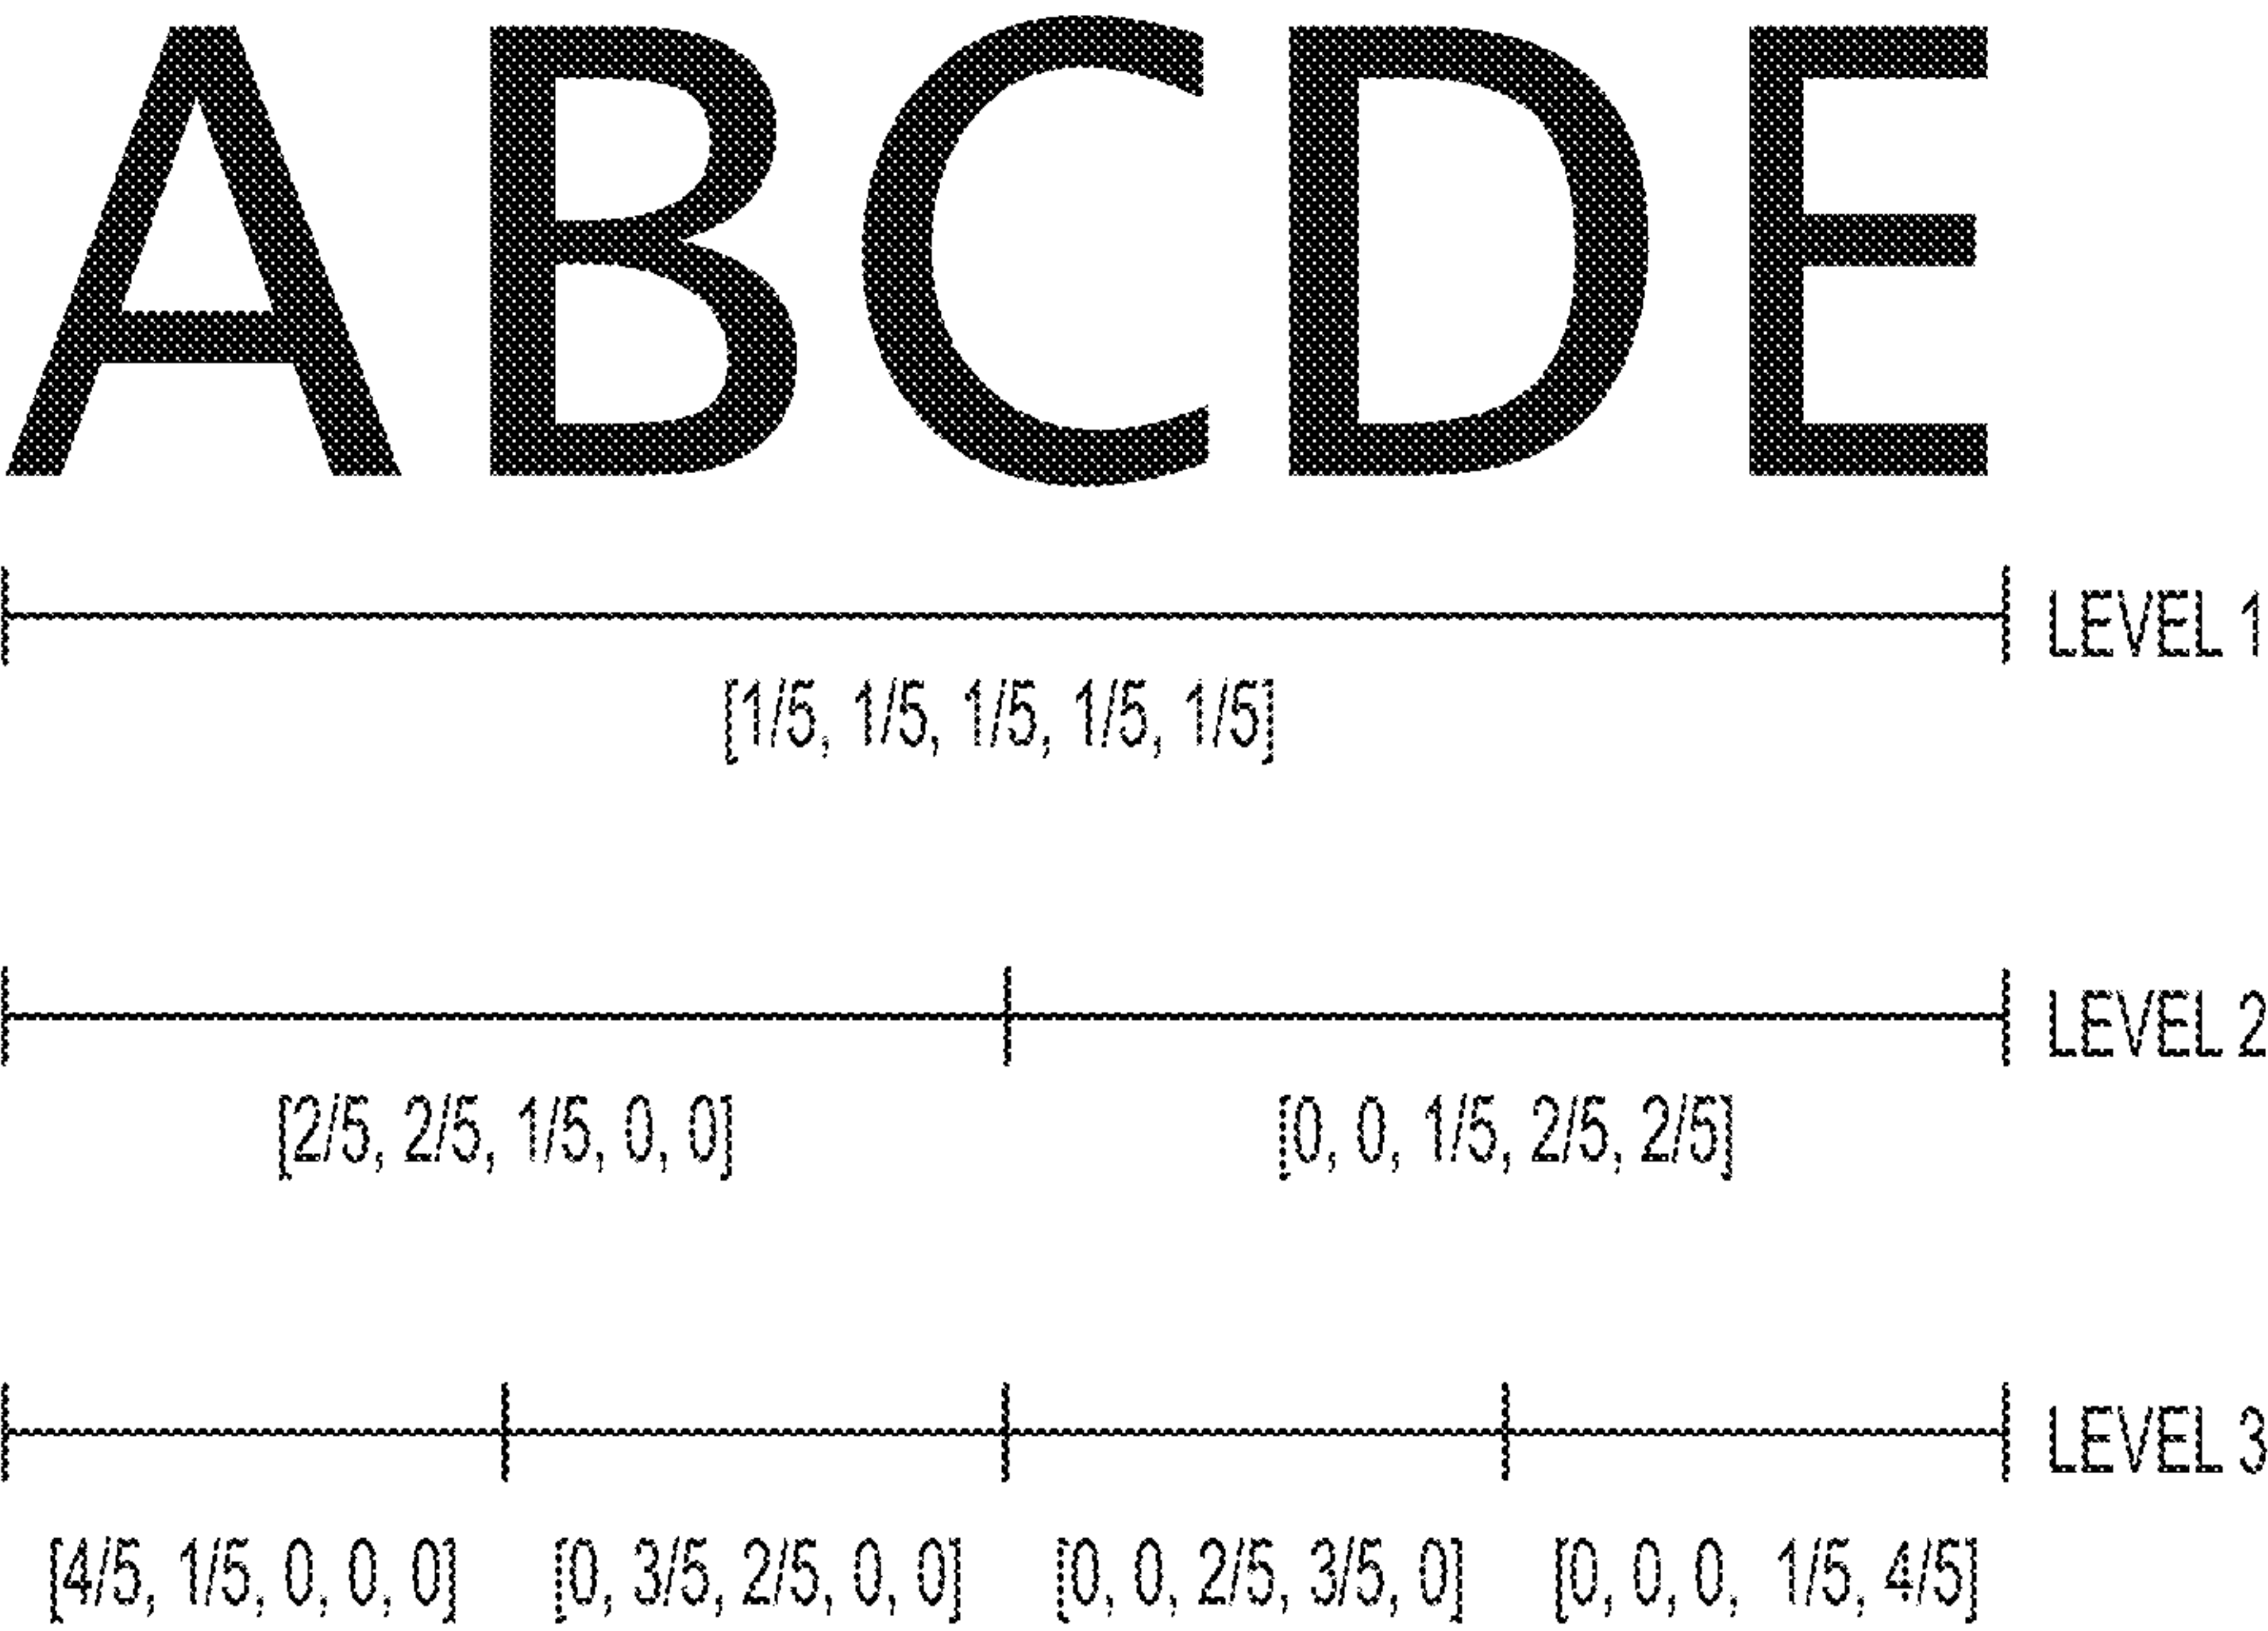 ABCDE
LEVEL 1
[1/5, 1/5, 1/5, 1/5, 1/5]
LEVEL 2
[2/5, 2/5, 1/5, 0, 0] [0, 0, 1/5, 2/5, 2/5]
LEVEL 3
[4/5, 1/5, 0, 0, 0] [0, 3/5, 2/5, 0, 0] [0, 0, 2/5, 3/5, 0] [0, 0, 0, 1/5, 4/5]